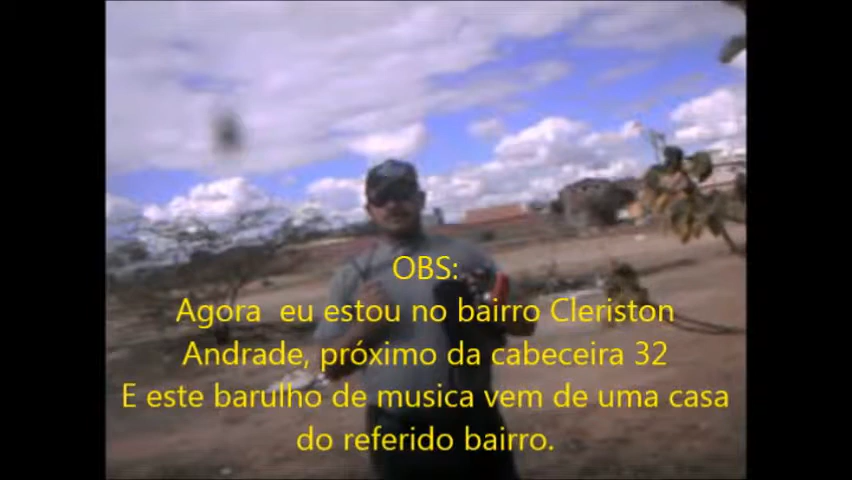 OBS:
Agora eu estou no bairro Cleriston
Andrade, próximo da cabeceira 32
E este barulho de musica vem de uma casa
do referido bairro.